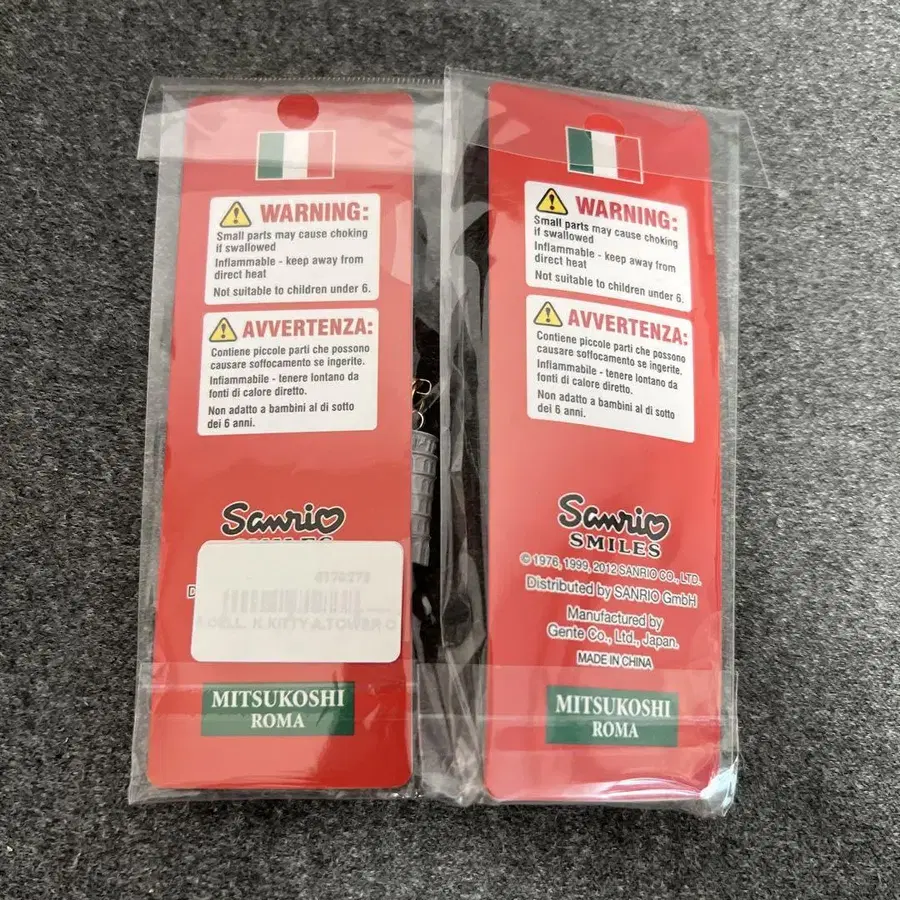 WARNING:
Small parts may cause choking
if swallowed
Inflammable - keep away from
direct heat
Not suitable to children under 6.
AVVERTENZA:
Contiene piccole parti che possono
causare soffocamento se ingerite.
Infiammabile - tenere lontano da
fonti di calore diretto.
Non adatto a bambini al di sotto
dei 6 anni.
Sanrio
SMILES
CELL. H.KITTY-A.TOWER
MITSUKOSHI
ROMA
WARNING:
Small parts may cause choking
if swallowed
Inflammable - keep away from
direct heat
Not suitable to children under 6.
AVVERTENZA:
Contiene piccole parti che possono
causare soffocamento se ingerite.
Infiammabile - tenere lontano da
fonti di calore diretto.
Non adatto a bambini al di sotto
dei 6 anni.
Sanrio
SMILES
© 1976, 1999, 2012 SANRIO CO., LTD.
Distributed by SANRIO GmbH
Manufactured by
Gente Co., Ltd., Japan.
MADE IN CHINA
MITSUKOSHI
ROMA